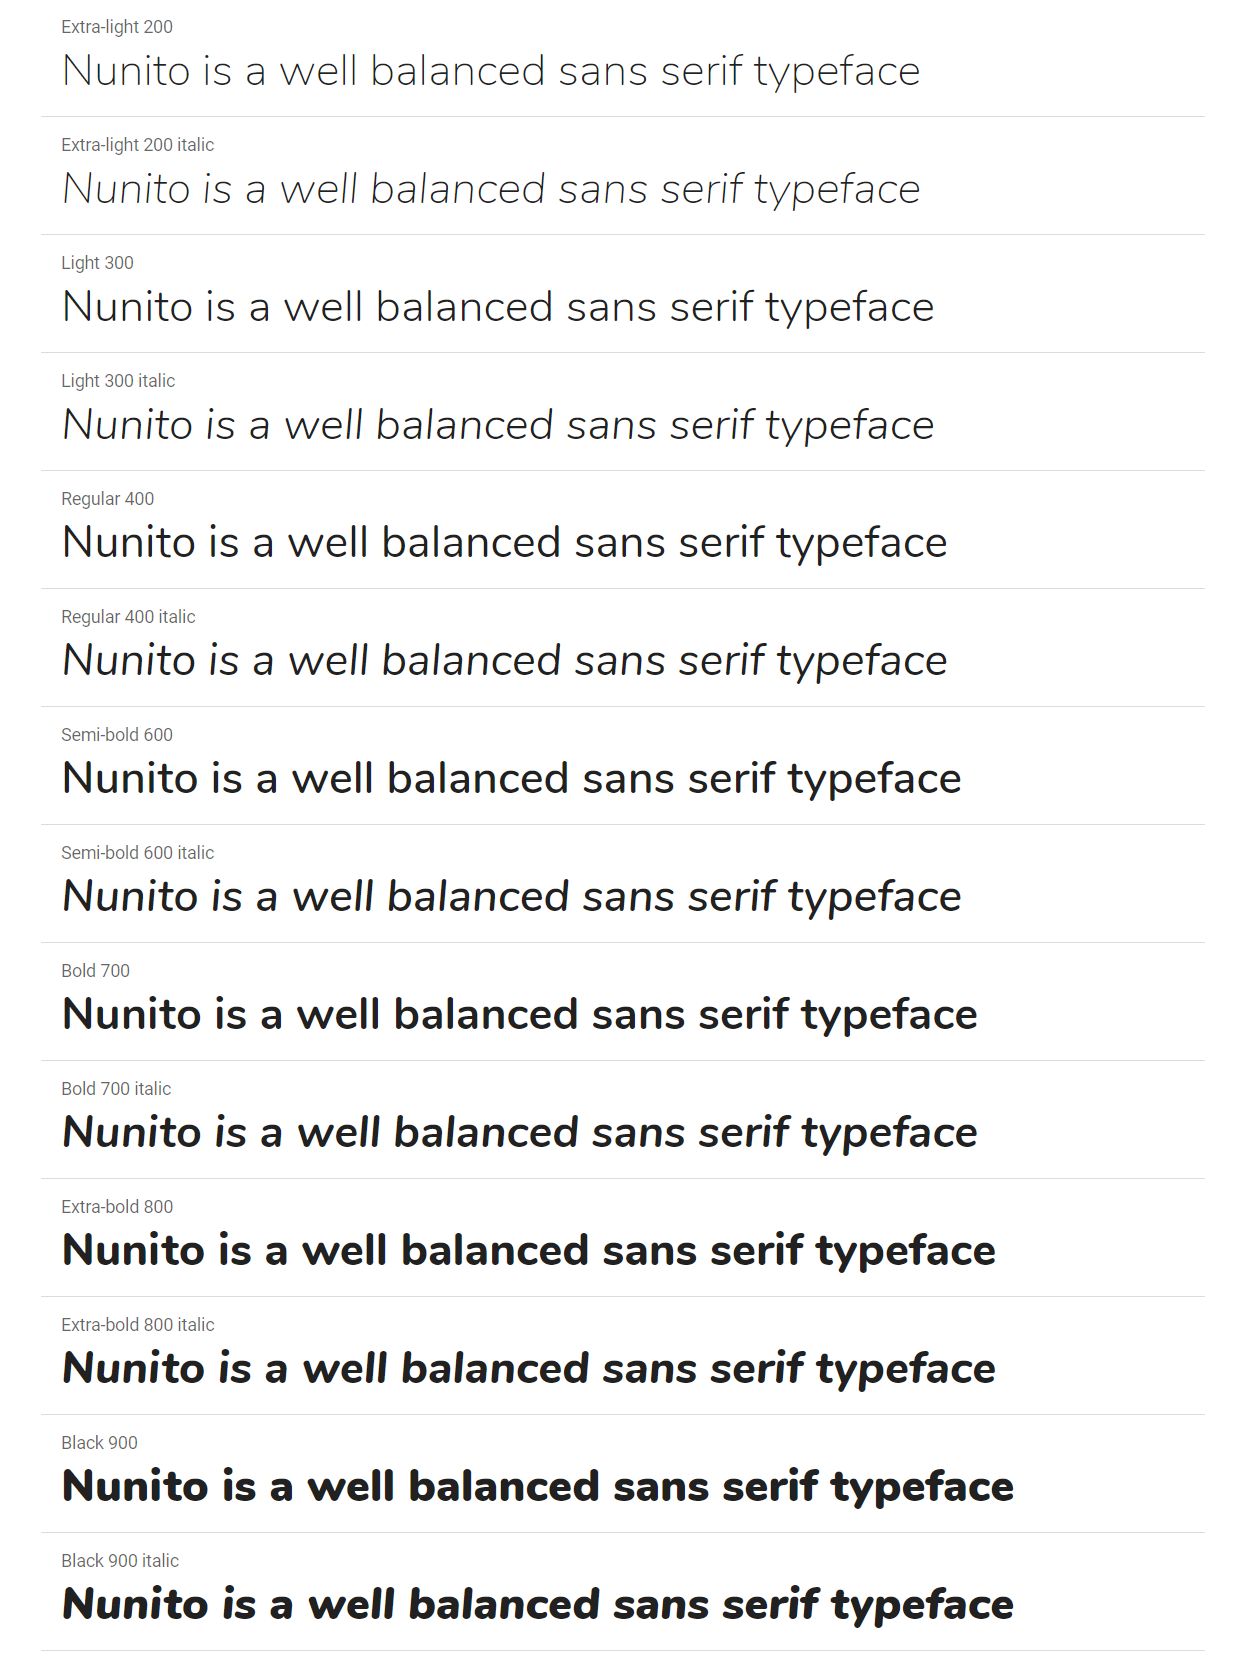 Extra-light 200
Nunito is a well balanced sans serif typeface
Extra-light 200 italic
Nunito is a well balanced sans serif typeface
Light 300
Nunito is a well balanced sans serif typeface
Light 300 italic
Nunito is a well balanced sans serif typeface
Regular 400
Nunito is a well balanced sans serif typeface
Regular 400 italic
Nunito is a well balanced sans serif typeface
Semi-bold 600
Nunito is a well balanced sans serif typeface
Semi-bold 600 italic
Nunito is a well balanced sans serif typeface
Bold 700
Nunito is a well balanced sans serif typeface
Bold 700 italic
Nunito is a well balanced sans serif typeface
Extra-bold 800
Nunito is a well balanced sans serif typeface
Extra-bold 800 italic
Nunito is a well balanced sans serif typeface
Black 900
Nunito is a well balanced sans serif typeface
Black 900 italic
Nunito is a well balanced sans serif typeface